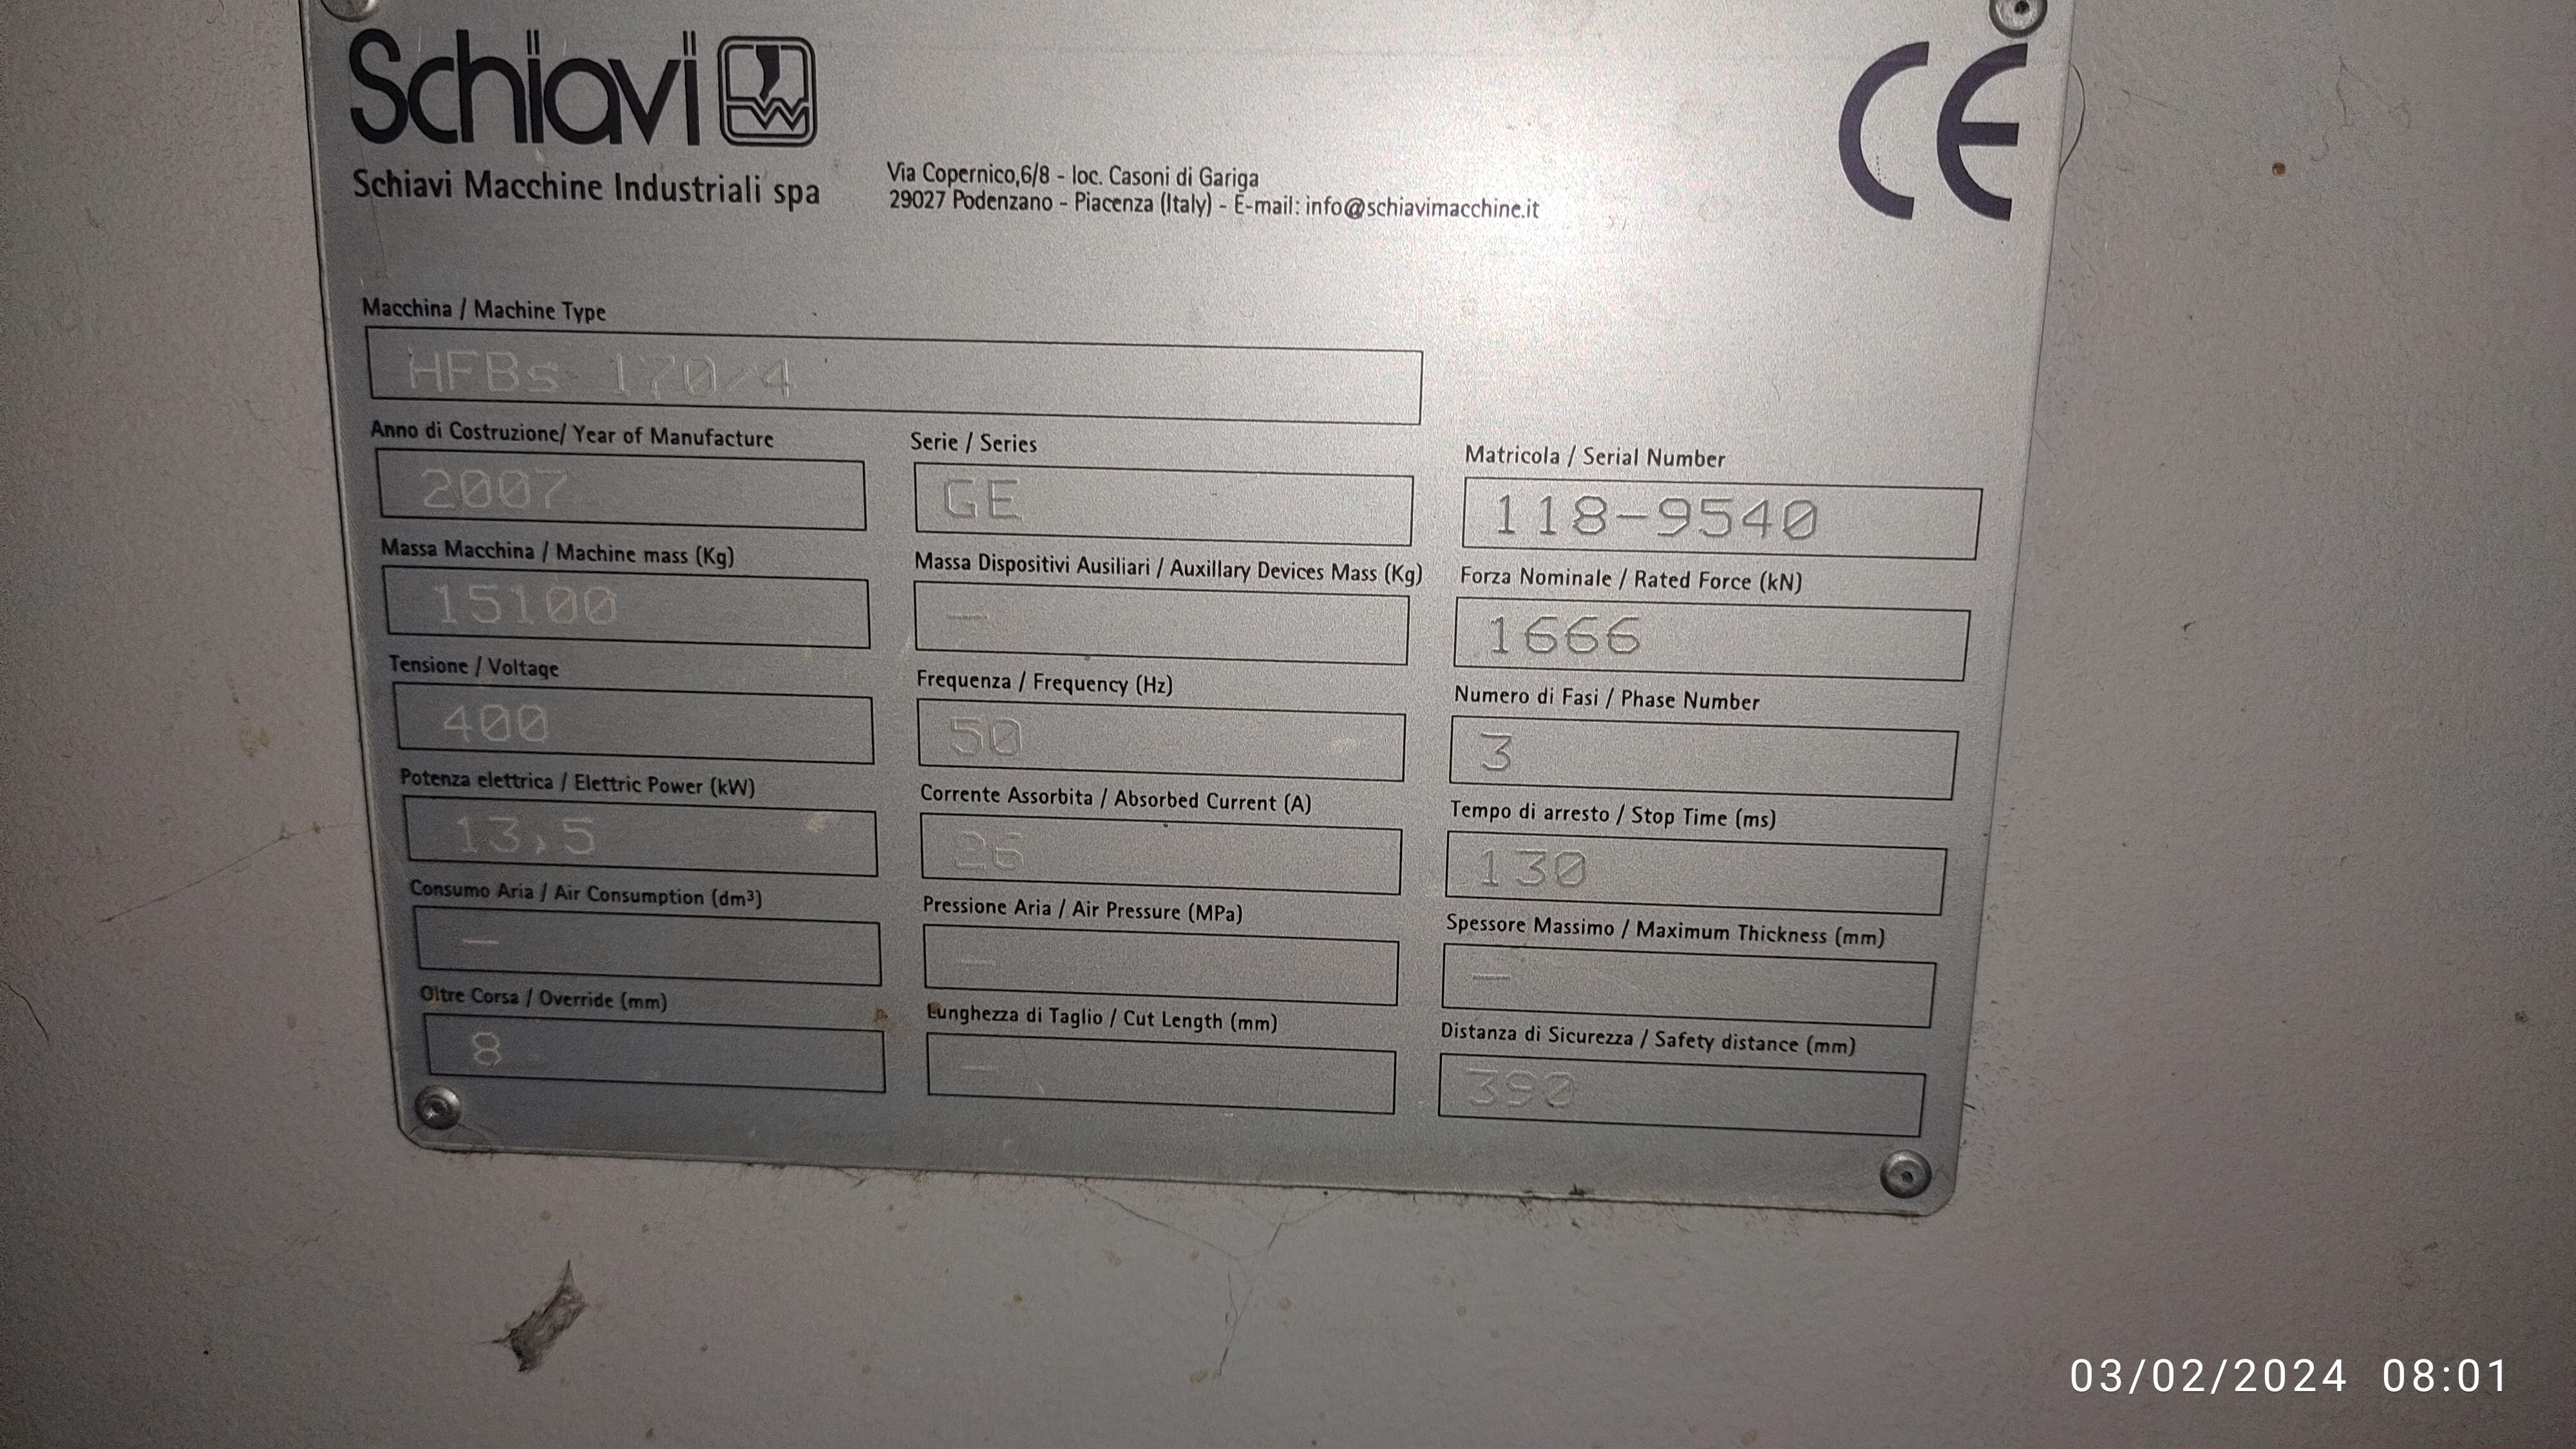 Schiavi
CE
Schiavi Macchine Industriali spa
Via Copernico,6/8 - loc. Casoni di Gariga
29027 Podenzano - Piacenza (Italy) - E-mail: info@schiavimacchine.it
Macchina / Machine Type
HFBs 170/4
Anno di Costruzione/ Year of Manufacture
2007
Serie / Series
GE
Matricola / Serial Number
118-9540
Massa Macchina / Machine mass (Kg)
15100
Massa Dispositivi Ausiliari / Auxillary Devices Mass (Kg)
-
Forza Nominale / Rated Force (kN)
1666
Tensione / Voltage
400
Frequenza / Frequency (Hz)
50
Numero di Fasi / Phase Number
3
Potenza elettrica / Elettric Power (kW)
13,5
Corrente Assorbita / Absorbed Current (A)
26
Tempo di arresto / Stop Time (ms)
130
Consumo Aria / Air Consumption (dm³)
-
Pressione Aria / Air Pressure (MPa)
-
Spessore Massimo / Maximum Thickness (mm)
-
Oltre Corsa / Override (mm)
8
Lunghezza di Taglio / Cut Length (mm)
-
Distanza di Sicurezza / Safety distance (mm)
390
03/02/2024 08:01